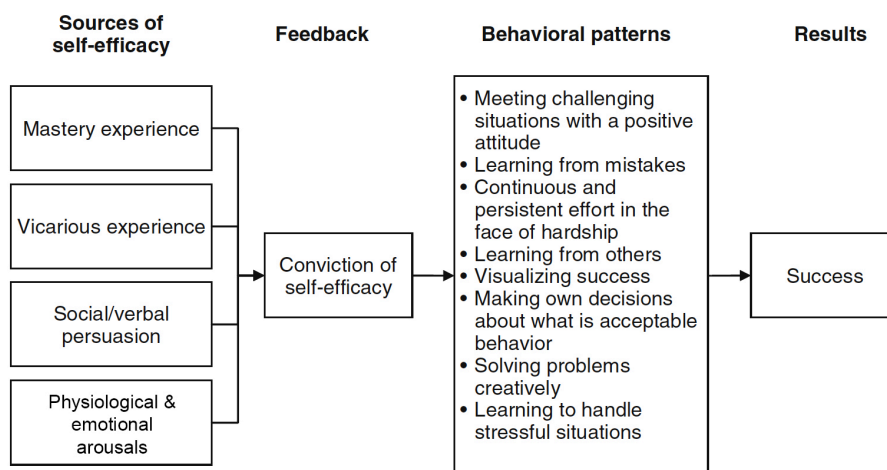 Sources of
self-efficacy
Feedback
Behavioral patterns
Results
Mastery experience
Vicarious experience
Social/verbal
persuasion
Physiological &
emotional
arousals
Conviction of
self-efficacy
• Meeting challenging
situations with a positive
attitude
• Learning from mistakes
• Continuous and
persistent effort in the
face of hardship
• Learning from others
• Visualizing success
• Making own decisions
about what is acceptable
behavior
• Solving problems
creatively
• Learning to handle
stressful situations
Success